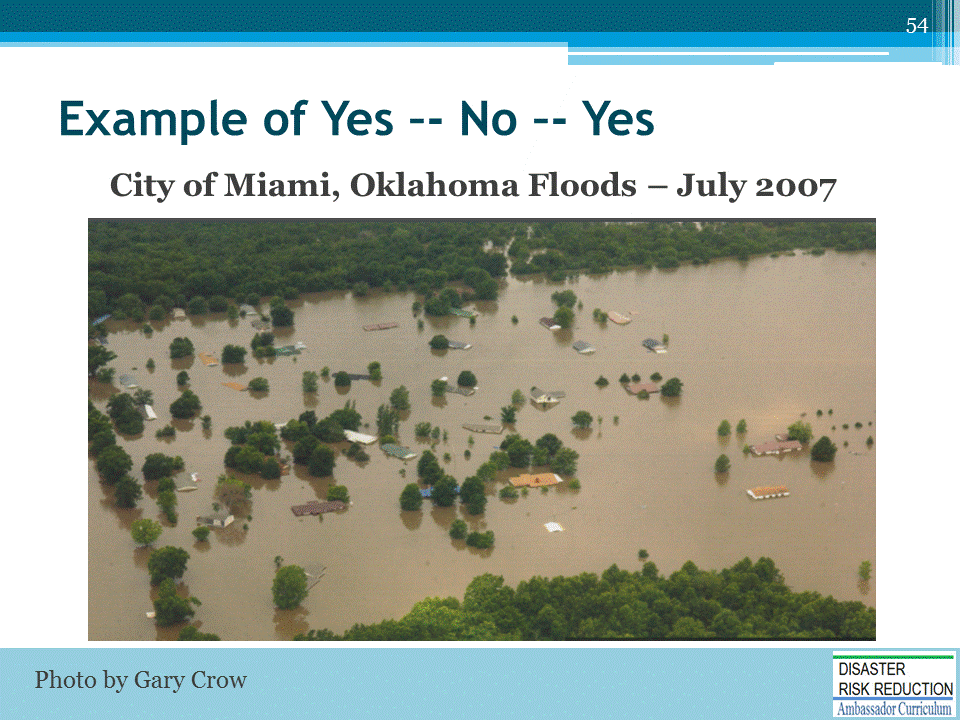 54
Example of Yes –- No –- Yes
City of Miami, Oklahoma Floods – July 2007
Photo by Gary Crow
DISASTER
RISK REDUCTION
Ambassador Curriculum